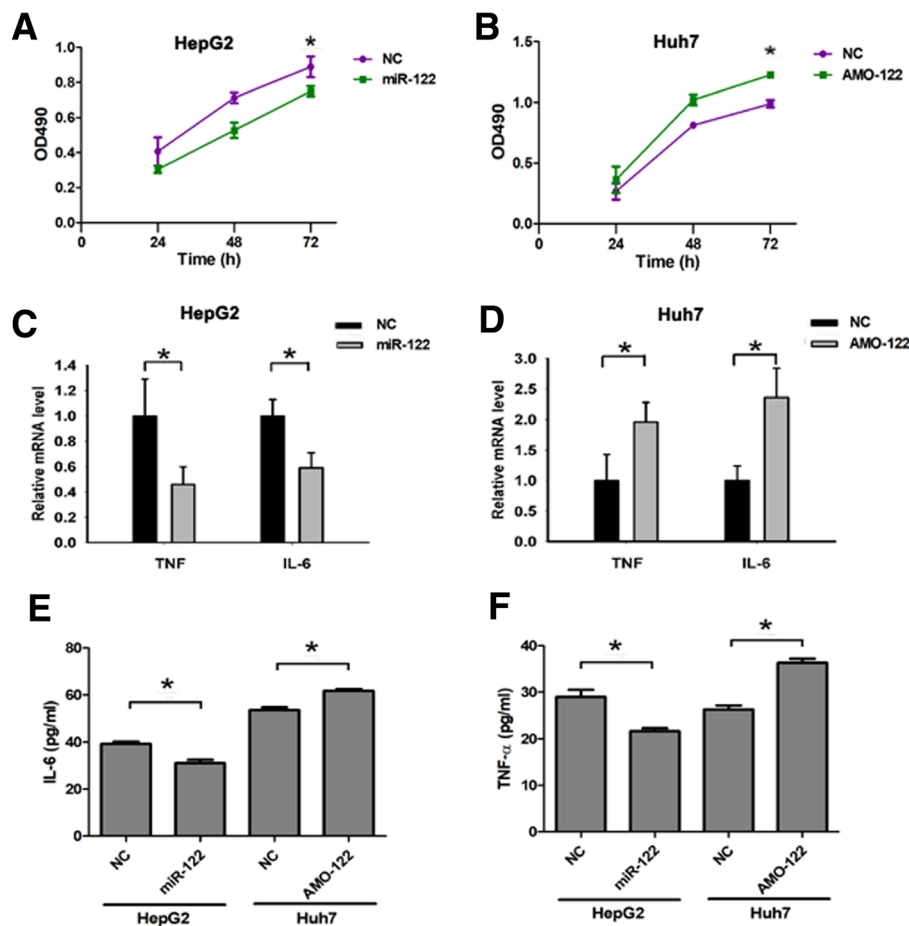 A
HepG2
*
NC
miR-122
OD490
1.0
0.8
0.6
0.4
0.2
0.0
0 24 48 72
Time (h)
B
Huh7
*
NC
AMO-122
OD490
1.5
1.0
0.5
0.0
0 24 48 72
Time (h)
C
HepG2
NC
miR-122
* *
Relative mRNA level
1.4
1.2
1.0
0.8
0.6
0.4
0.2
0.0
TNF IL-6
D
Huh7
NC
AMO-122
* *
Relative mRNA level
3.0
2.5
2.0
1.5
1.0
0.5
0.0
TNF IL-6
E
IL-6 (pg/ml)
80
60
40
20
0
* *
NC miR-122 NC AMO-122
HepG2 Huh7
F
TNF-α (pg/ml)
40
30
20
10
0
* *
NC miR-122 NC AMO-122
HepG2 Huh7